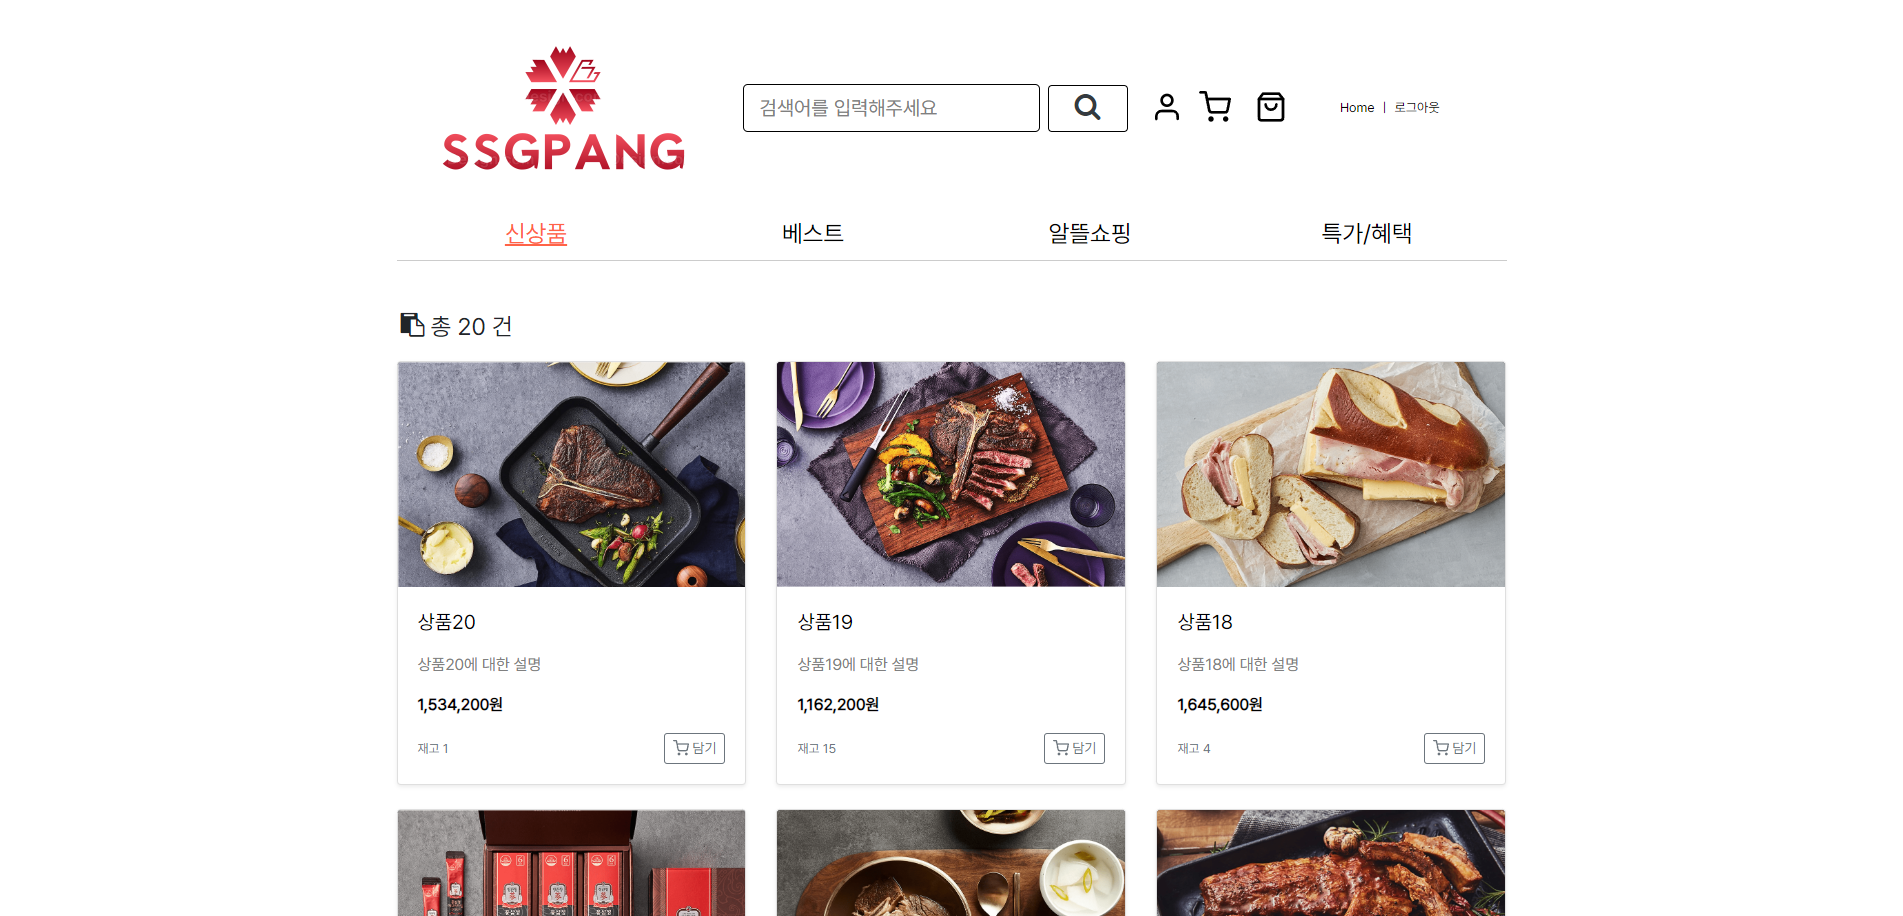 SSGPANG
검색어를 입력해주세요
Home | 로그아웃
신상품 베스트 알뜰쇼핑 특가/혜택
총 20 건
상품20
상품20에 대한 설명
1,534,200원
재고 1 담기
상품19
상품19에 대한 설명
1,162,200원
재고 15 담기
상품18
상품18에 대한 설명
1,645,600원
재고 4 담기